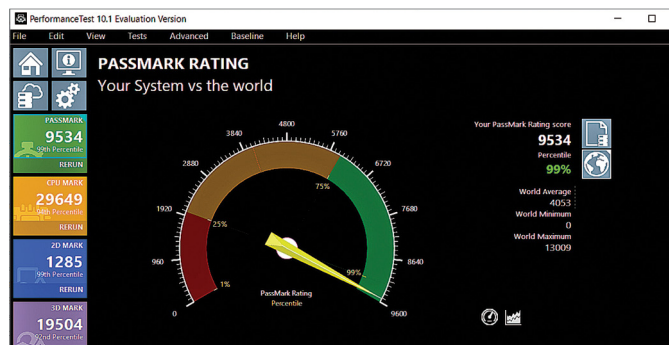 PerformanceTest 10.1 Evaluation Version
File Edit View Tests Advanced Baseline Help
PASSMARK RATING
Your System vs the world
PASSMARK
9534
99th Percentile
RERUN
CPU MARK
29649
RERUN
2D MARK
1285
99th Percentile
RERUN
3D MARK
19504
92nd Percentile
0
960
1920
2880
3840
4800
5760
6720
7680
8640
9600
1%
25%
75%
99%
PassMark Rating
Percentile
Your PassMark Rating score
9534
Percentile
99%
World Average
4053
World Minimum
0
World Maximum
13009